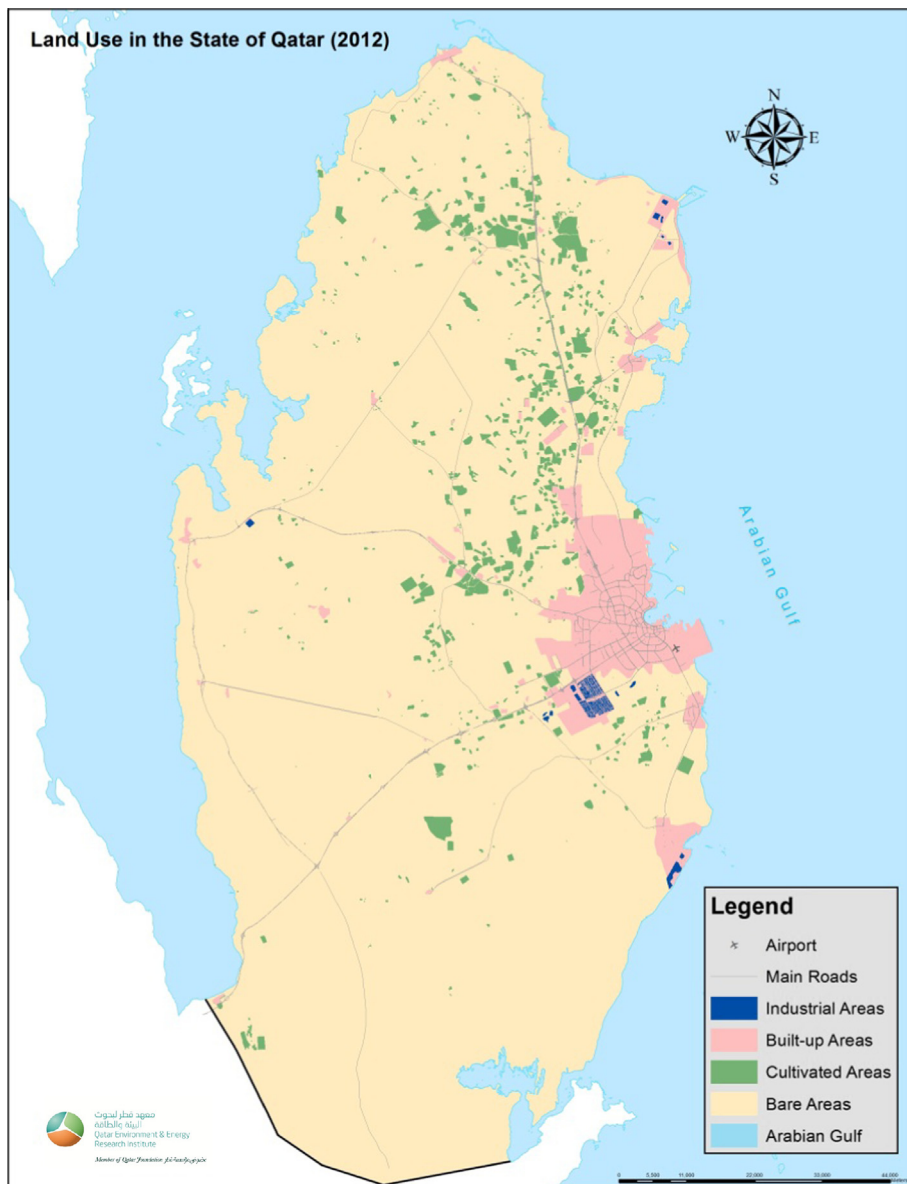 Land Use in the State of Qatar (2012)
N
W E
S
Arabian Gulf
Legend
Airport
Main Roads
Industrial Areas
Built-up Areas
Cultivated Areas
Bare Areas
Arabian Gulf
معهد قطر لبحوث
البيئة والطاقة
Qatar Environment & Energy
Research Institute
Member of Qatar Foundation
0 5,500 11,000 22,000 33,000 44,000